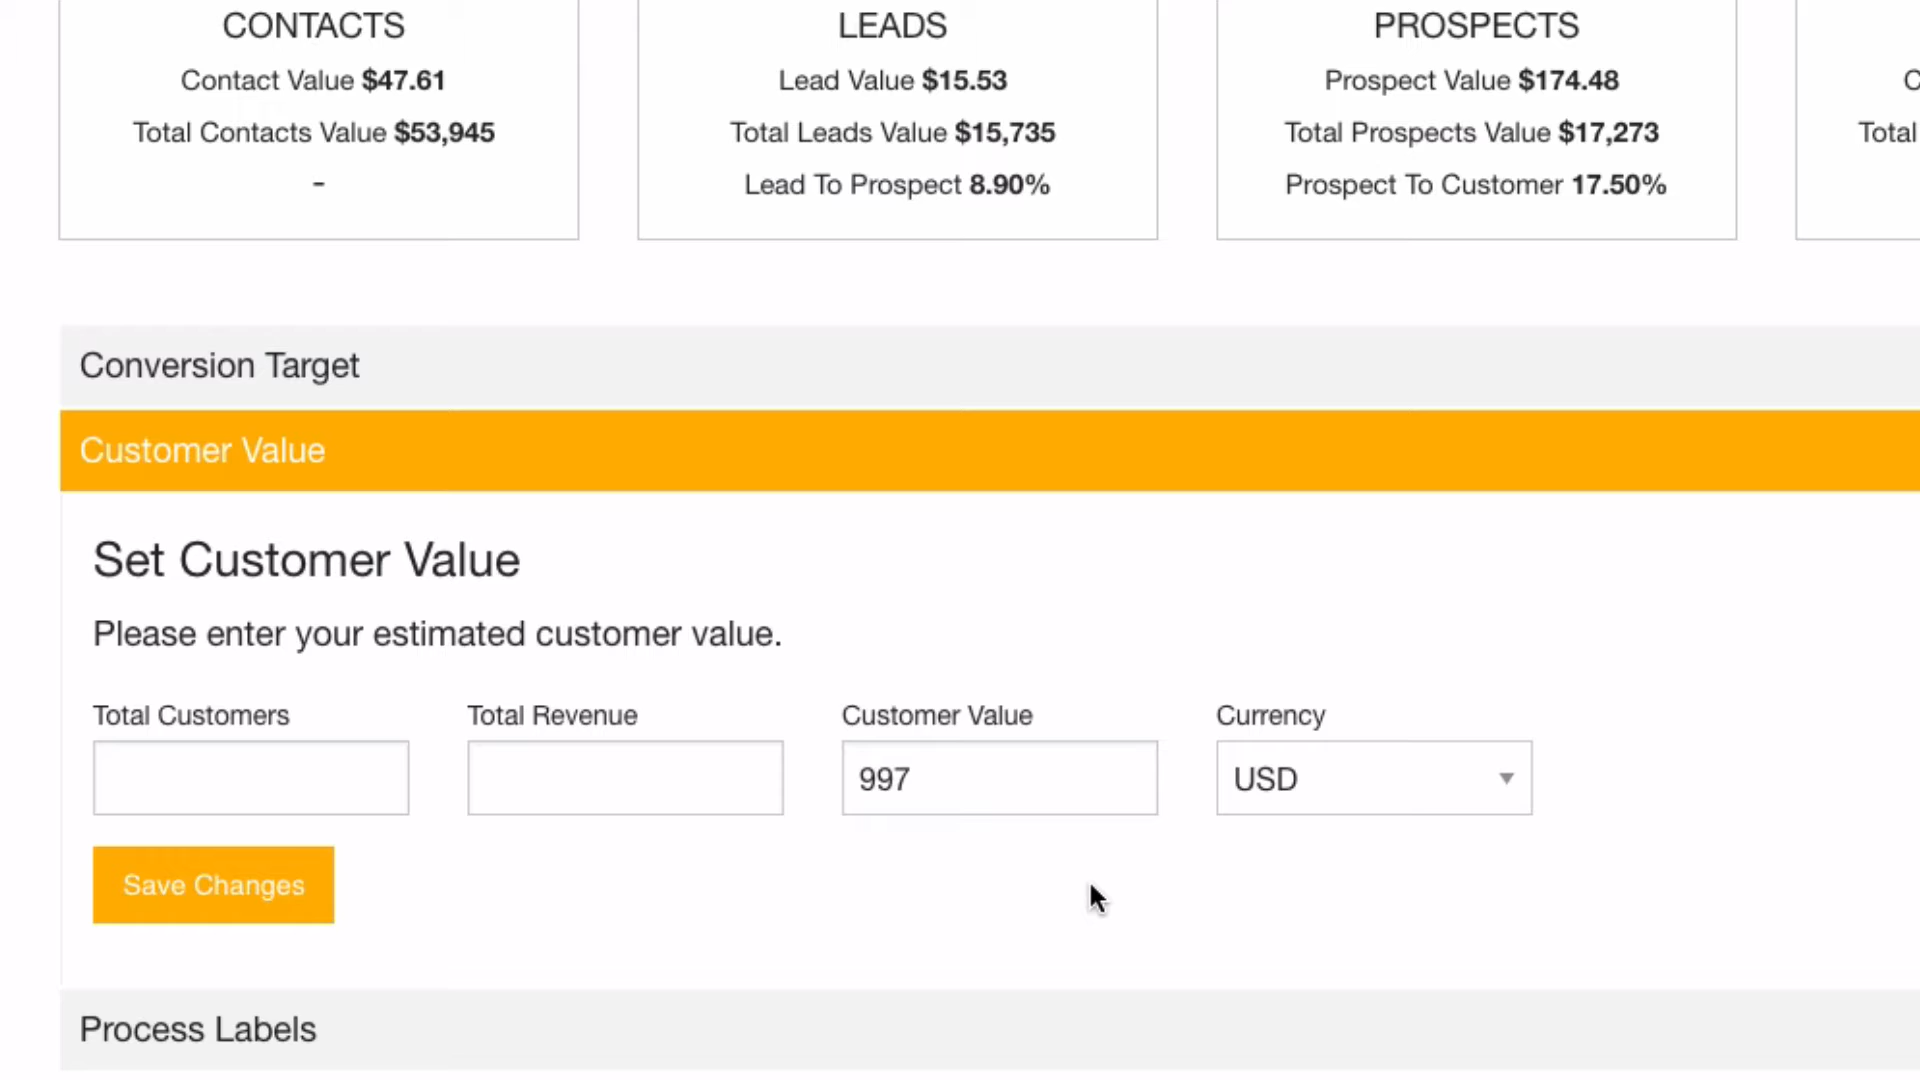 CONTACTS
Contact Value $47.61
Total Contacts Value $53,945
-
LEADS
Lead Value $15.53
Total Leads Value $15,735
Lead To Prospect 8.90%
PROSPECTS
Prospect Value $174.48
Total Prospects Value $17,273
Prospect To Customer 17.50%
C
Total
Conversion Target
Customer Value
Set Customer Value
Please enter your estimated customer value.
Total Customers
Total Revenue
Customer Value
997
Currency
USD
Save Changes
Process Labels